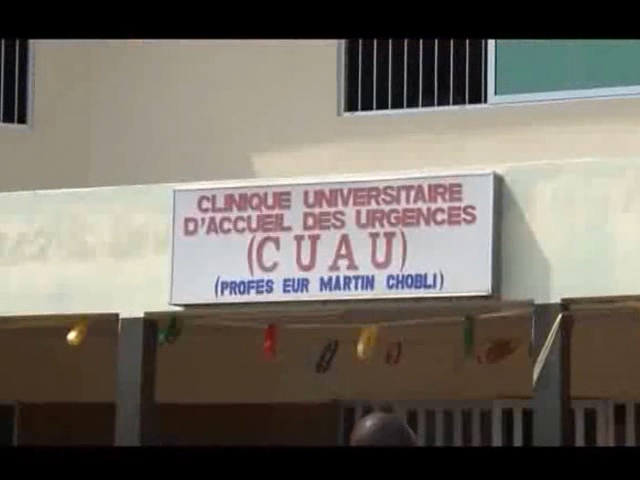 CLINIQUE UNIVERSITAIRE
D'ACCUEIL DES URGENCES
(CUAU)
(PROFES EUR MARTIN CHOBLI)